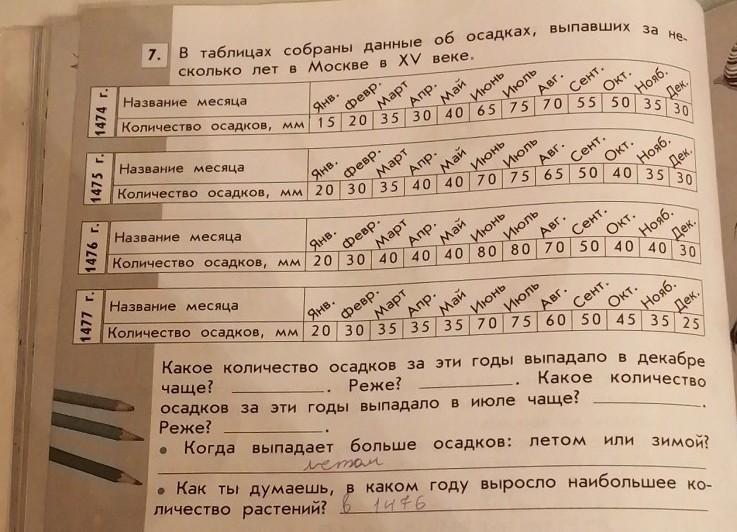 7. В таблицах собраны данные об осадках, выпавших за не-
сколько лет в Москве в XV веке.
1474 г.
Название месяца Янв. Февр. Март Апр. Май Июнь Июль Авг. Сент. Окт. Нояб. Дек.
Количество осадков, мм 15 20 35 30 40 65 75 70 55 50 35 30
1475 г.
Название месяца Янв. Февр. Март Апр. Май Июнь Июль Авг. Сент. Окт. Нояб. Дек.
Количество осадков, мм 20 30 35 40 40 70 75 65 50 40 35 30
1476 г.
Название месяца Янв. Февр. Март Апр. Май Июнь Июль Авг. Сент. Окт. Нояб. Дек.
Количество осадков, мм 20 30 40 40 40 80 80 70 50 40 40 30
1477 г.
Название месяца Янв. Февр. Март Апр. Май Июнь Июль Авг. Сент. Окт. Нояб. Дек.
Количество осадков, мм 20 30 35 35 35 70 75 60 50 45 35 25
Какое количество осадков за эти годы выпадало в декабре
чаще? ________. Реже? ________. Какое количество
осадков за эти годы выпадало в июле чаще? ________.
Реже? ________.
• Когда выпадает больше осадков: летом или зимой?
летом
• Как ты думаешь, в каком году выросло наибольшее ко-
личество растений? в 1476